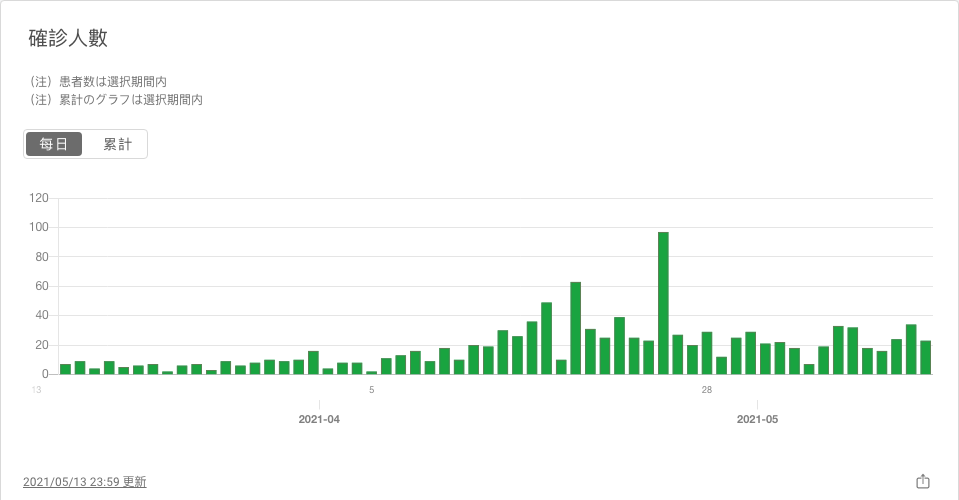 確診人數
（注）患者数は選択期間内
（注）累計のグラフは選択期間内
每日 累計
120
100
80
60
40
20
0
13 5 28
2021-04 2021-05
2021/05/13 23:59 更新